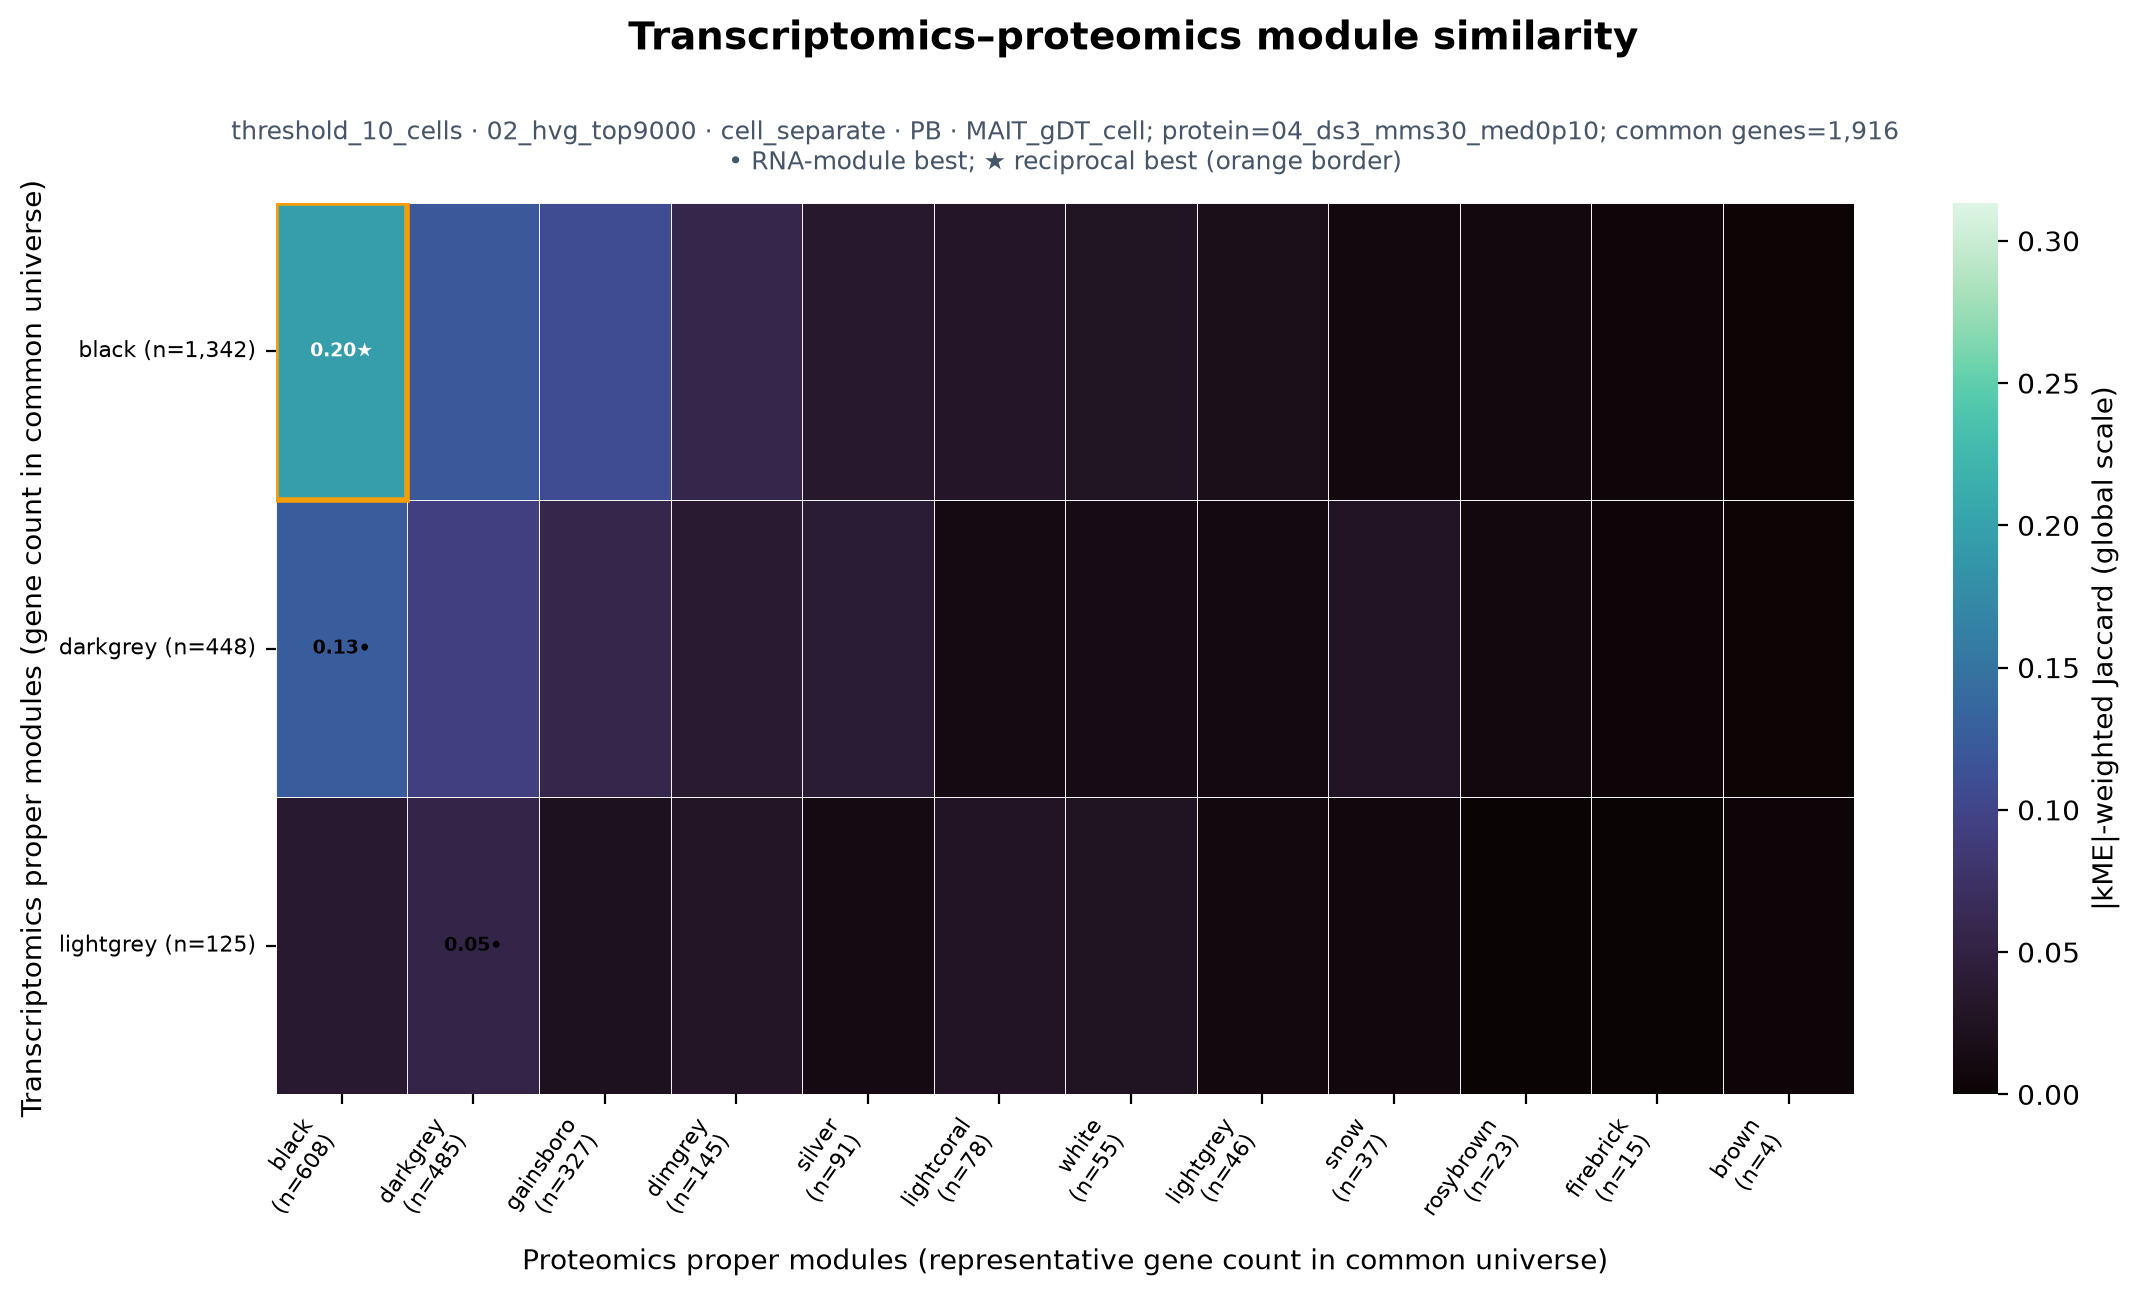 Transcriptomics–proteomics module similarity
threshold_10_cells · 02_hvg_top9000 · cell_separate · PB · MAIT_gDT_cell; protein=04_ds3_mms30_med0p10; common genes=1,916
• RNA-module best; ★ reciprocal best (orange border)
Transcriptomics proper modules (gene count in common universe)
black (n=1,342)
darkgrey (n=448)
lightgrey (n=125)
0.20★
0.13•
0.05•
black
(n=608)
darkgrey
(n=485)
gainsboro
(n=327)
dimgrey
(n=145)
silver
(n=91)
lightcoral
(n=78)
white
(n=55)
lightgrey
(n=46)
snow
(n=37)
rosybrown
(n=23)
firebrick
(n=15)
brown
(n=4)
Proteomics proper modules (representative gene count in common universe)
0.30
0.25
0.20
0.15
0.10
0.05
0.00
|kME|-weighted Jaccard (global scale)